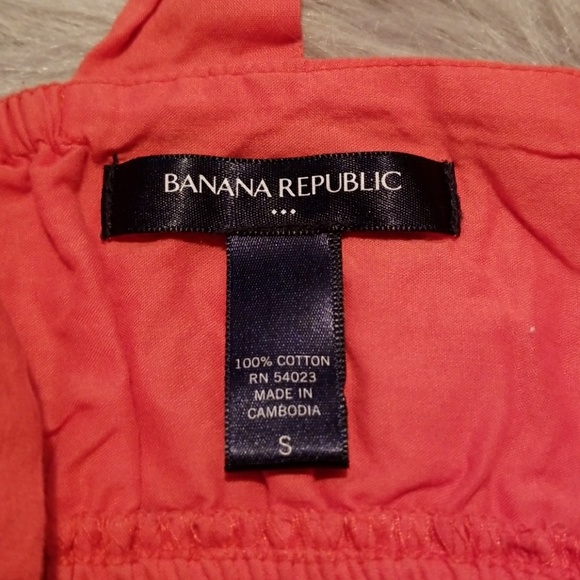 BANANA REPUBLIC
100% COTTON
RN 54023
MADE IN
CAMBODIA
S